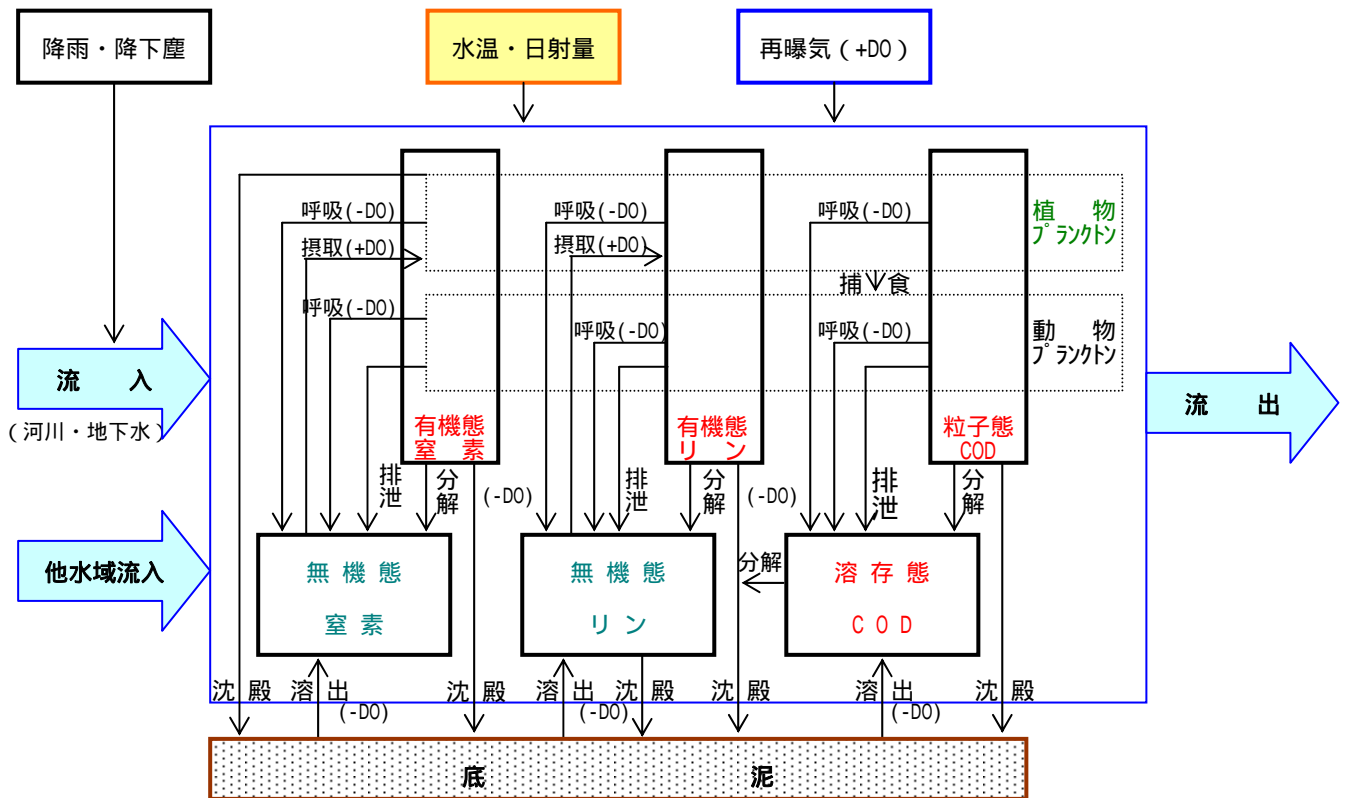 降雨・降下塵
水温・日射量
再曝気(+DO)
呼吸(-DO)
呼吸(-DO)
呼吸(-DO)
植 物
プランクトン
摂取(+DO)
摂取(+DO)
捕 食
呼吸(-DO)
呼吸(-DO)
呼吸(-DO)
動 物
プランクトン
流 入
(河川・地下水)
流 出
有機態
窒 素
有機態
リ ン
粒子態
COD
排泄
分解
(-DO)
排泄
分解
(-DO)
排泄
分解
他水域流入
無 機 態
窒 素
無 機 態
リ ン
分解
溶 存 態
C O D
沈 殿
溶 出
(-DO)
沈 殿
溶 出
(-DO)
沈 殿
沈 殿
溶 出
(-DO)
沈 殿
底 泥